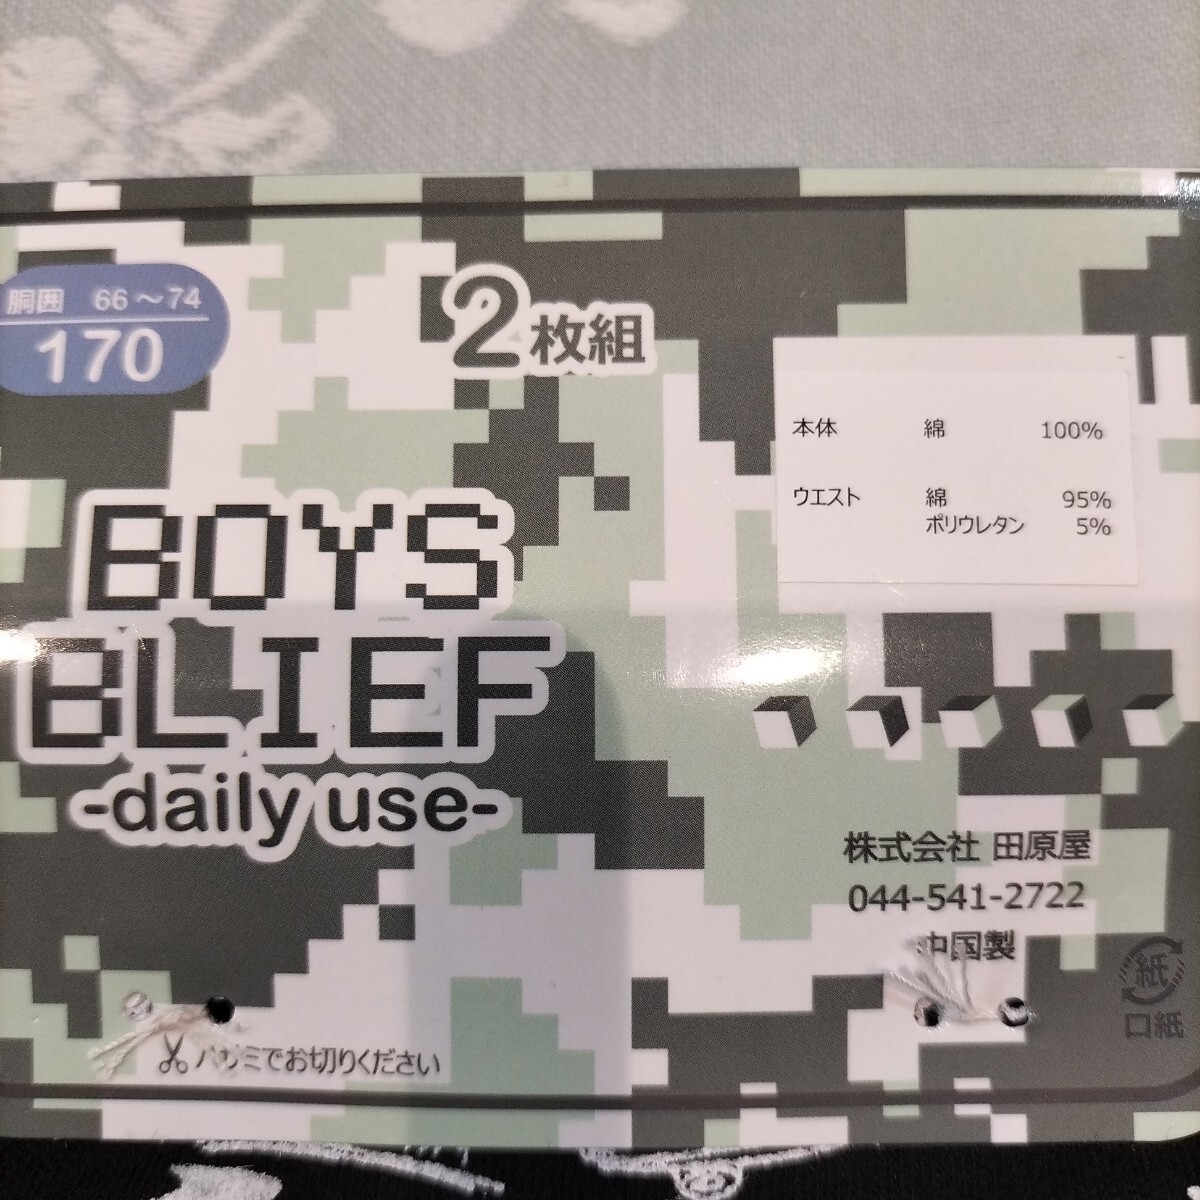 胴囲 66～74
170
2枚組
本体 綿 100%
ウエスト 綿 95%
ポリウレタン 5%
BOYS
BLIEF
-daily use-
株式会社 田原屋
044-541-2722
中国製
紙
口紙
ハサミでお切りください